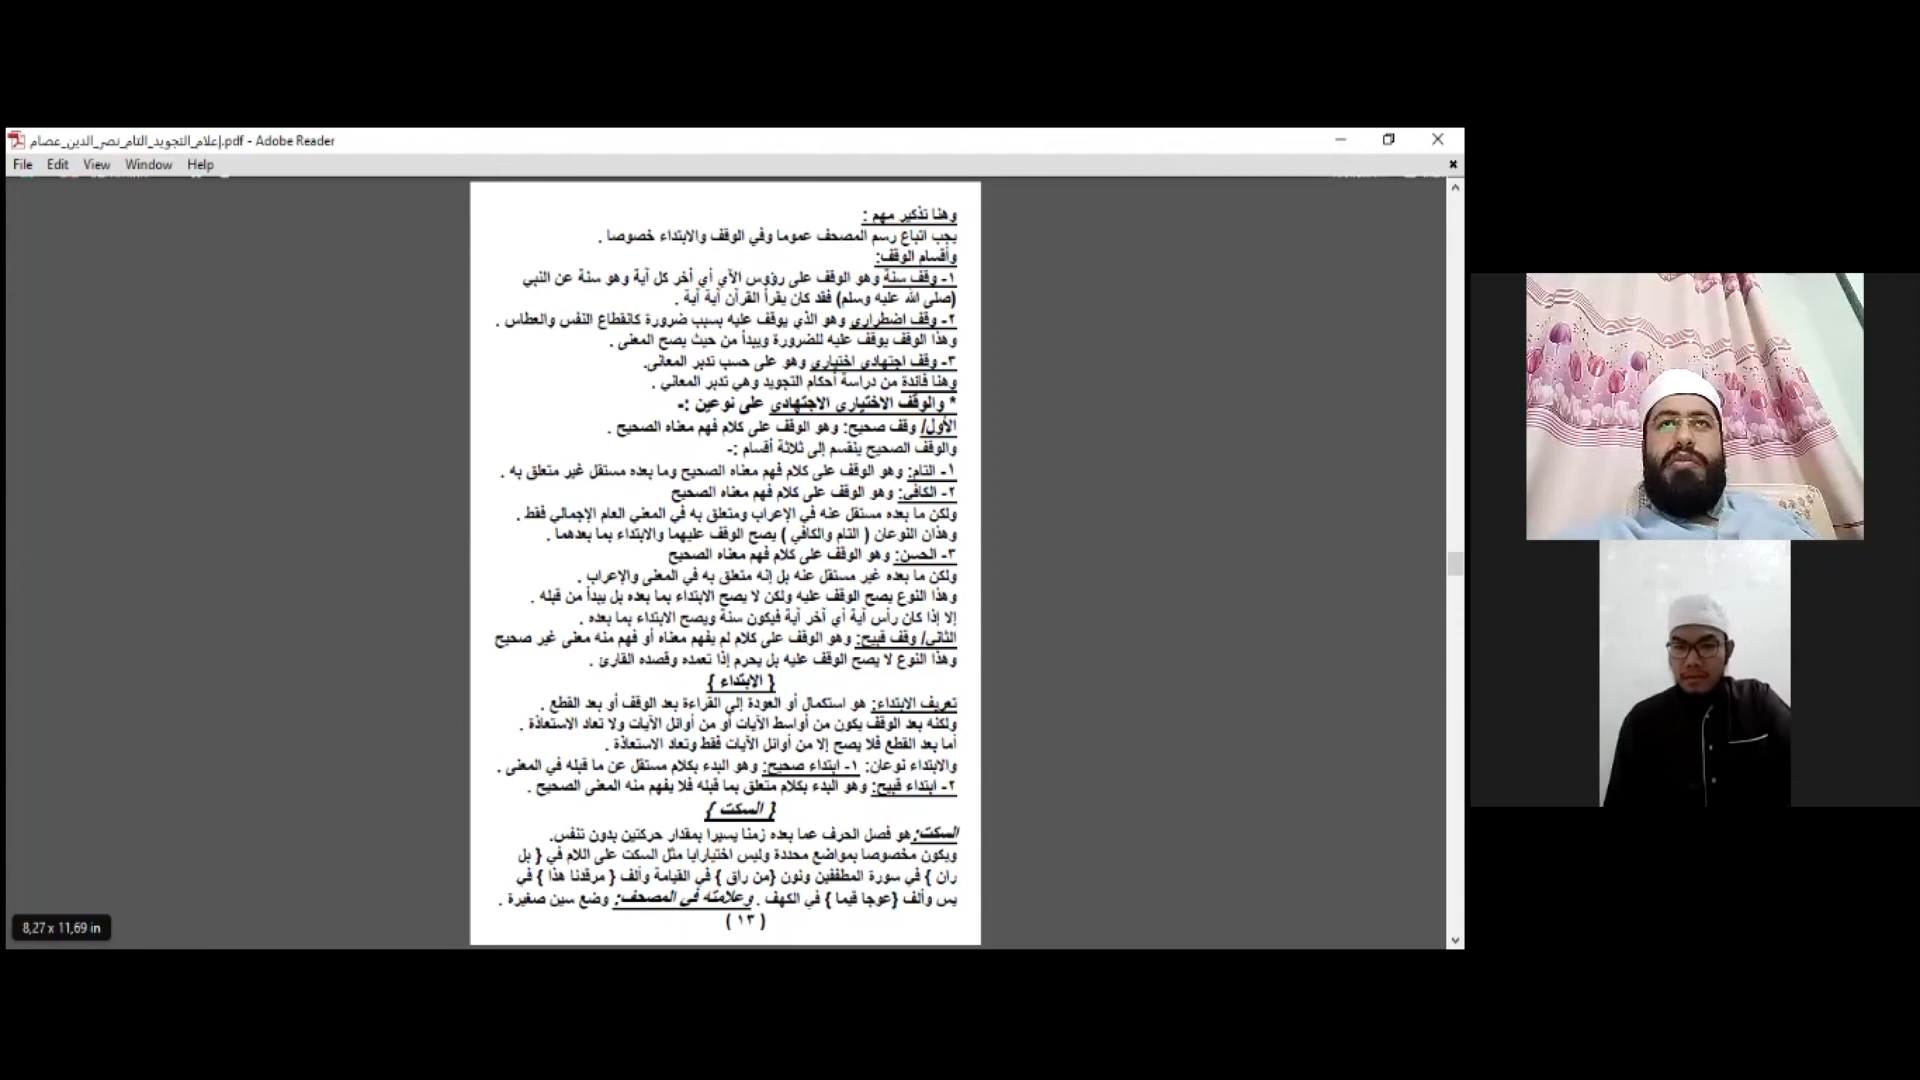 إعلام_التجويد_التام_نصر_الدين_عصام.pdf - Adobe Reader
File Edit View Window Help
وهنا تذكير مهم :
يجب اتباع رسم المصحف عموما وفي الوقف والابتداء خصوصا .
وأقسام الوقف:
١- وقف سنة وهو الوقف على رؤوس الآي أي أخر كل آية وهو سنة عن النبي
(صلى الله عليه وسلم) فقد كان يقرأ القرآن آية آية .
٢- وقف اضطراري وهو الذي يوقف عليه بسبب ضرورة كانقطاع النفس والعطاس .
وهذا الوقف يوقف عليه للضرورة ويبدأ من حيث يصح المعنى .
٣- وقف اجتهادي اختياري وهو على حسب تدبر المعاني.
وهنا فائدة من دراسة أحكام التجويد وهي تدبر المعاني .
* والوقف الاختياري الاجتهادي على نوعين :-
الأول/ وقف صحيح: وهو الوقف على كلام فهم معناه الصحيح .
والوقف الصحيح ينقسم إلى ثلاثة أقسام :-
١- التام: وهو الوقف على كلام فهم معناه الصحيح وما بعده مستقل غير متعلق به .
٢- الكافي: وهو الوقف على كلام فهم معناه الصحيح
ولكن ما بعده مستقل عنه في الإعراب ومتعلق به في المعني العام الإجمالي فقط .
وهذان النوعان ( التام والكافي ) يصح الوقف عليهما والابتداء بما بعدهما .
٣- الحسن: وهو الوقف على كلام فهم معناه الصحيح
ولكن ما بعده غير مستقل عنه بل إنه متعلق به في المعنى والإعراب .
وهذا النوع يصح الوقف عليه ولكن لا يصح الابتداء بما بعده بل يبدأ من قبله .
إلا إذا كان رأس آية أي آخر آية فيكون سنة ويصح الابتداء بما بعده .
الثاني/ وقف قبيح: وهو الوقف على كلام لم يفهم معناه أو فهم منه معنى غير صحيح
وهذا النوع لا يصح الوقف عليه بل يحرم إذا تعمده وقصده القارئ .
{ الابتداء }
تعريف الابتداء: هو استكمال أو العودة إلى القراءة بعد الوقف أو بعد القطع .
ولكنه بعد الوقف يكون من أواسط الآيات أو من أوائل الآيات ولا تعاد الاستعاذة .
أما بعد القطع فلا يصح إلا من أوائل الآيات فقط وتعاد الاستعاذة .
والابتداء نوعان: ١- ابتداء صحيح: وهو البدء بكلام مستقل عن ما قبله في المعنى .
٢- ابتداء قبيح: وهو البدء بكلام متعلق بما قبله فلا يفهم منه المعنى الصحيح .
{ السكت }
السكت: هو فصل الحرف عما بعده زمنا يسيرا بمقدار حركتين بدون تنفس.
ويكون مخصوصا بمواضع محددة وليس اختياريا مثل السكت على اللام في { بل
ران } في سورة المطففين ونون {من راق } في القيامة وألف { مرقدنا هذا } في
يس وألف {عوجا قيما } في الكهف . وعلامته في المصحف: وضع سين صغيرة .
( ١٣ )
8,27 x 11,69 in